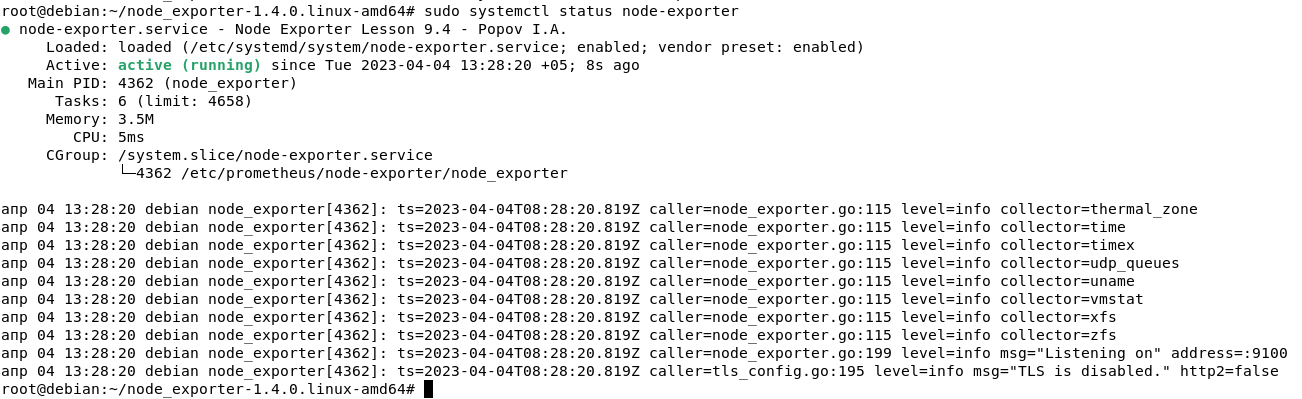 root@debian:~/node_exporter-1.4.0.linux-amd64# sudo systemctl status node-exporter
● node-exporter.service - Node Exporter Lesson 9.4 - Popov I.A.
     Loaded: loaded (/etc/systemd/system/node-exporter.service; enabled; vendor preset: enabled)
     Active: active (running) since Tue 2023-04-04 13:28:20 +05; 8s ago
   Main PID: 4362 (node_exporter)
      Tasks: 6 (limit: 4658)
     Memory: 3.5M
        CPU: 5ms
     CGroup: /system.slice/node-exporter.service
             └─4362 /etc/prometheus/node-exporter/node_exporter

апр 04 13:28:20 debian node_exporter[4362]: ts=2023-04-04T08:28:20.819Z caller=node_exporter.go:115 level=info collector=thermal_zone
апр 04 13:28:20 debian node_exporter[4362]: ts=2023-04-04T08:28:20.819Z caller=node_exporter.go:115 level=info collector=time
апр 04 13:28:20 debian node_exporter[4362]: ts=2023-04-04T08:28:20.819Z caller=node_exporter.go:115 level=info collector=timex
апр 04 13:28:20 debian node_exporter[4362]: ts=2023-04-04T08:28:20.819Z caller=node_exporter.go:115 level=info collector=udp_queues
апр 04 13:28:20 debian node_exporter[4362]: ts=2023-04-04T08:28:20.819Z caller=node_exporter.go:115 level=info collector=uname
апр 04 13:28:20 debian node_exporter[4362]: ts=2023-04-04T08:28:20.819Z caller=node_exporter.go:115 level=info collector=vmstat
апр 04 13:28:20 debian node_exporter[4362]: ts=2023-04-04T08:28:20.819Z caller=node_exporter.go:115 level=info collector=xfs
апр 04 13:28:20 debian node_exporter[4362]: ts=2023-04-04T08:28:20.819Z caller=node_exporter.go:115 level=info collector=zfs
апр 04 13:28:20 debian node_exporter[4362]: ts=2023-04-04T08:28:20.819Z caller=node_exporter.go:199 level=info msg="Listening on" address=:9100
апр 04 13:28:20 debian node_exporter[4362]: ts=2023-04-04T08:28:20.819Z caller=tls_config.go:195 level=info msg="TLS is disabled." http2=false
root@debian:~/node_exporter-1.4.0.linux-amd64#